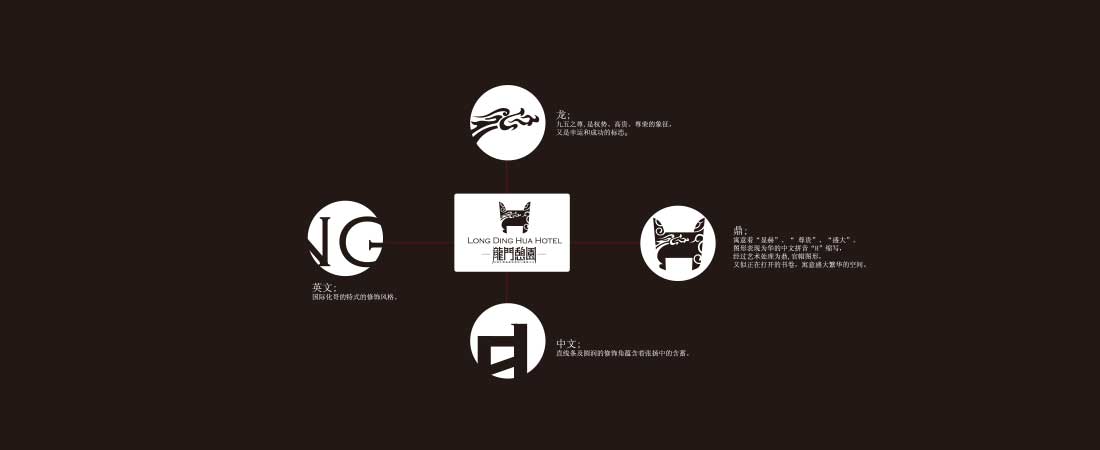 龙;
九五之尊,是权势、高贵、尊荣的象征,
又是幸运和成功的标志。
NG
LONG DING HUA HOTEL
龍門
園
鼎;
寓意着“显赫”、“ 尊贵”、“盛大”,
图形表现为华的中文拼音“H”缩写,
经过艺术处理为鼎,官帽图形,
又似正在打开的书卷，寓意盛大繁华的空间。
英文;
国际化哥的特式的修饰风格。
中文;
直线条及圆润的修饰角蕴含着张扬中的含蓄。